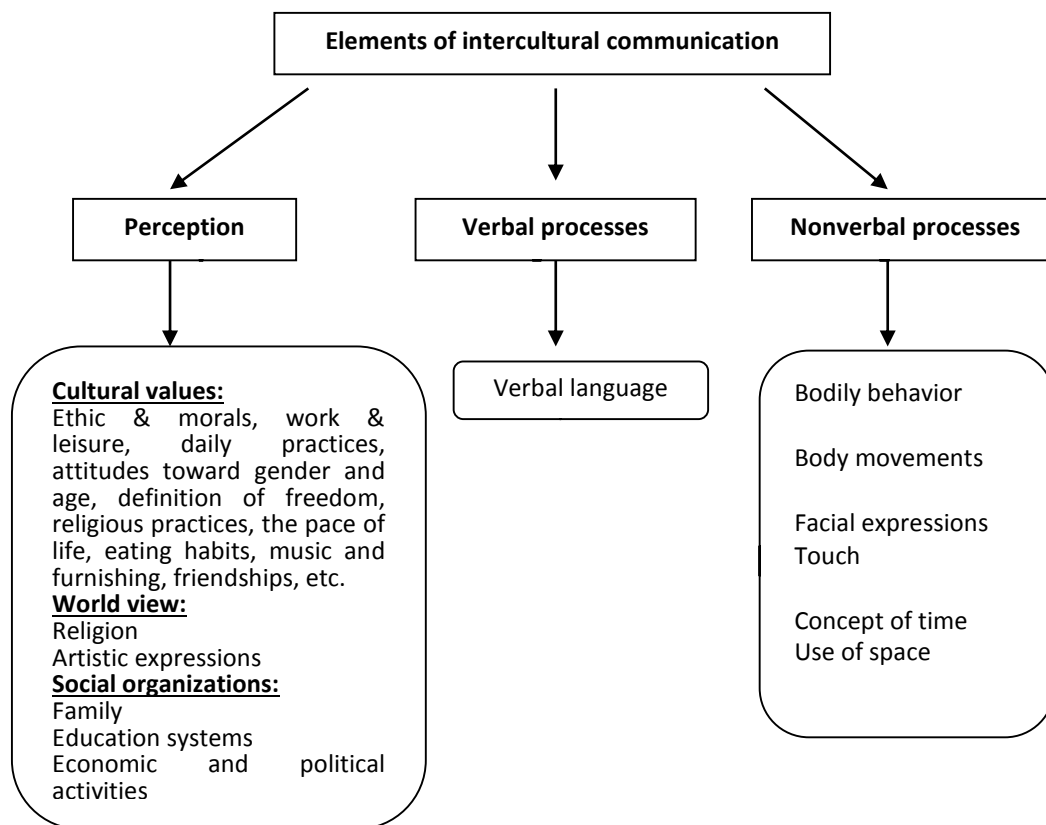 Elements of intercultural communication
Perception
Verbal processes
Nonverbal processes
Cultural values:
Ethic & morals, work &
leisure, daily practices,
attitudes toward gender and
age, definition of freedom,
religious practices, the pace of
life, eating habits, music and
furnishing, friendships, etc.
World view:
Religion
Artistic expressions
Social organizations:
Family
Education systems
Economic and political
activities
Verbal language
Bodily behavior
Body movements
Facial expressions
Touch
Concept of time
Use of space